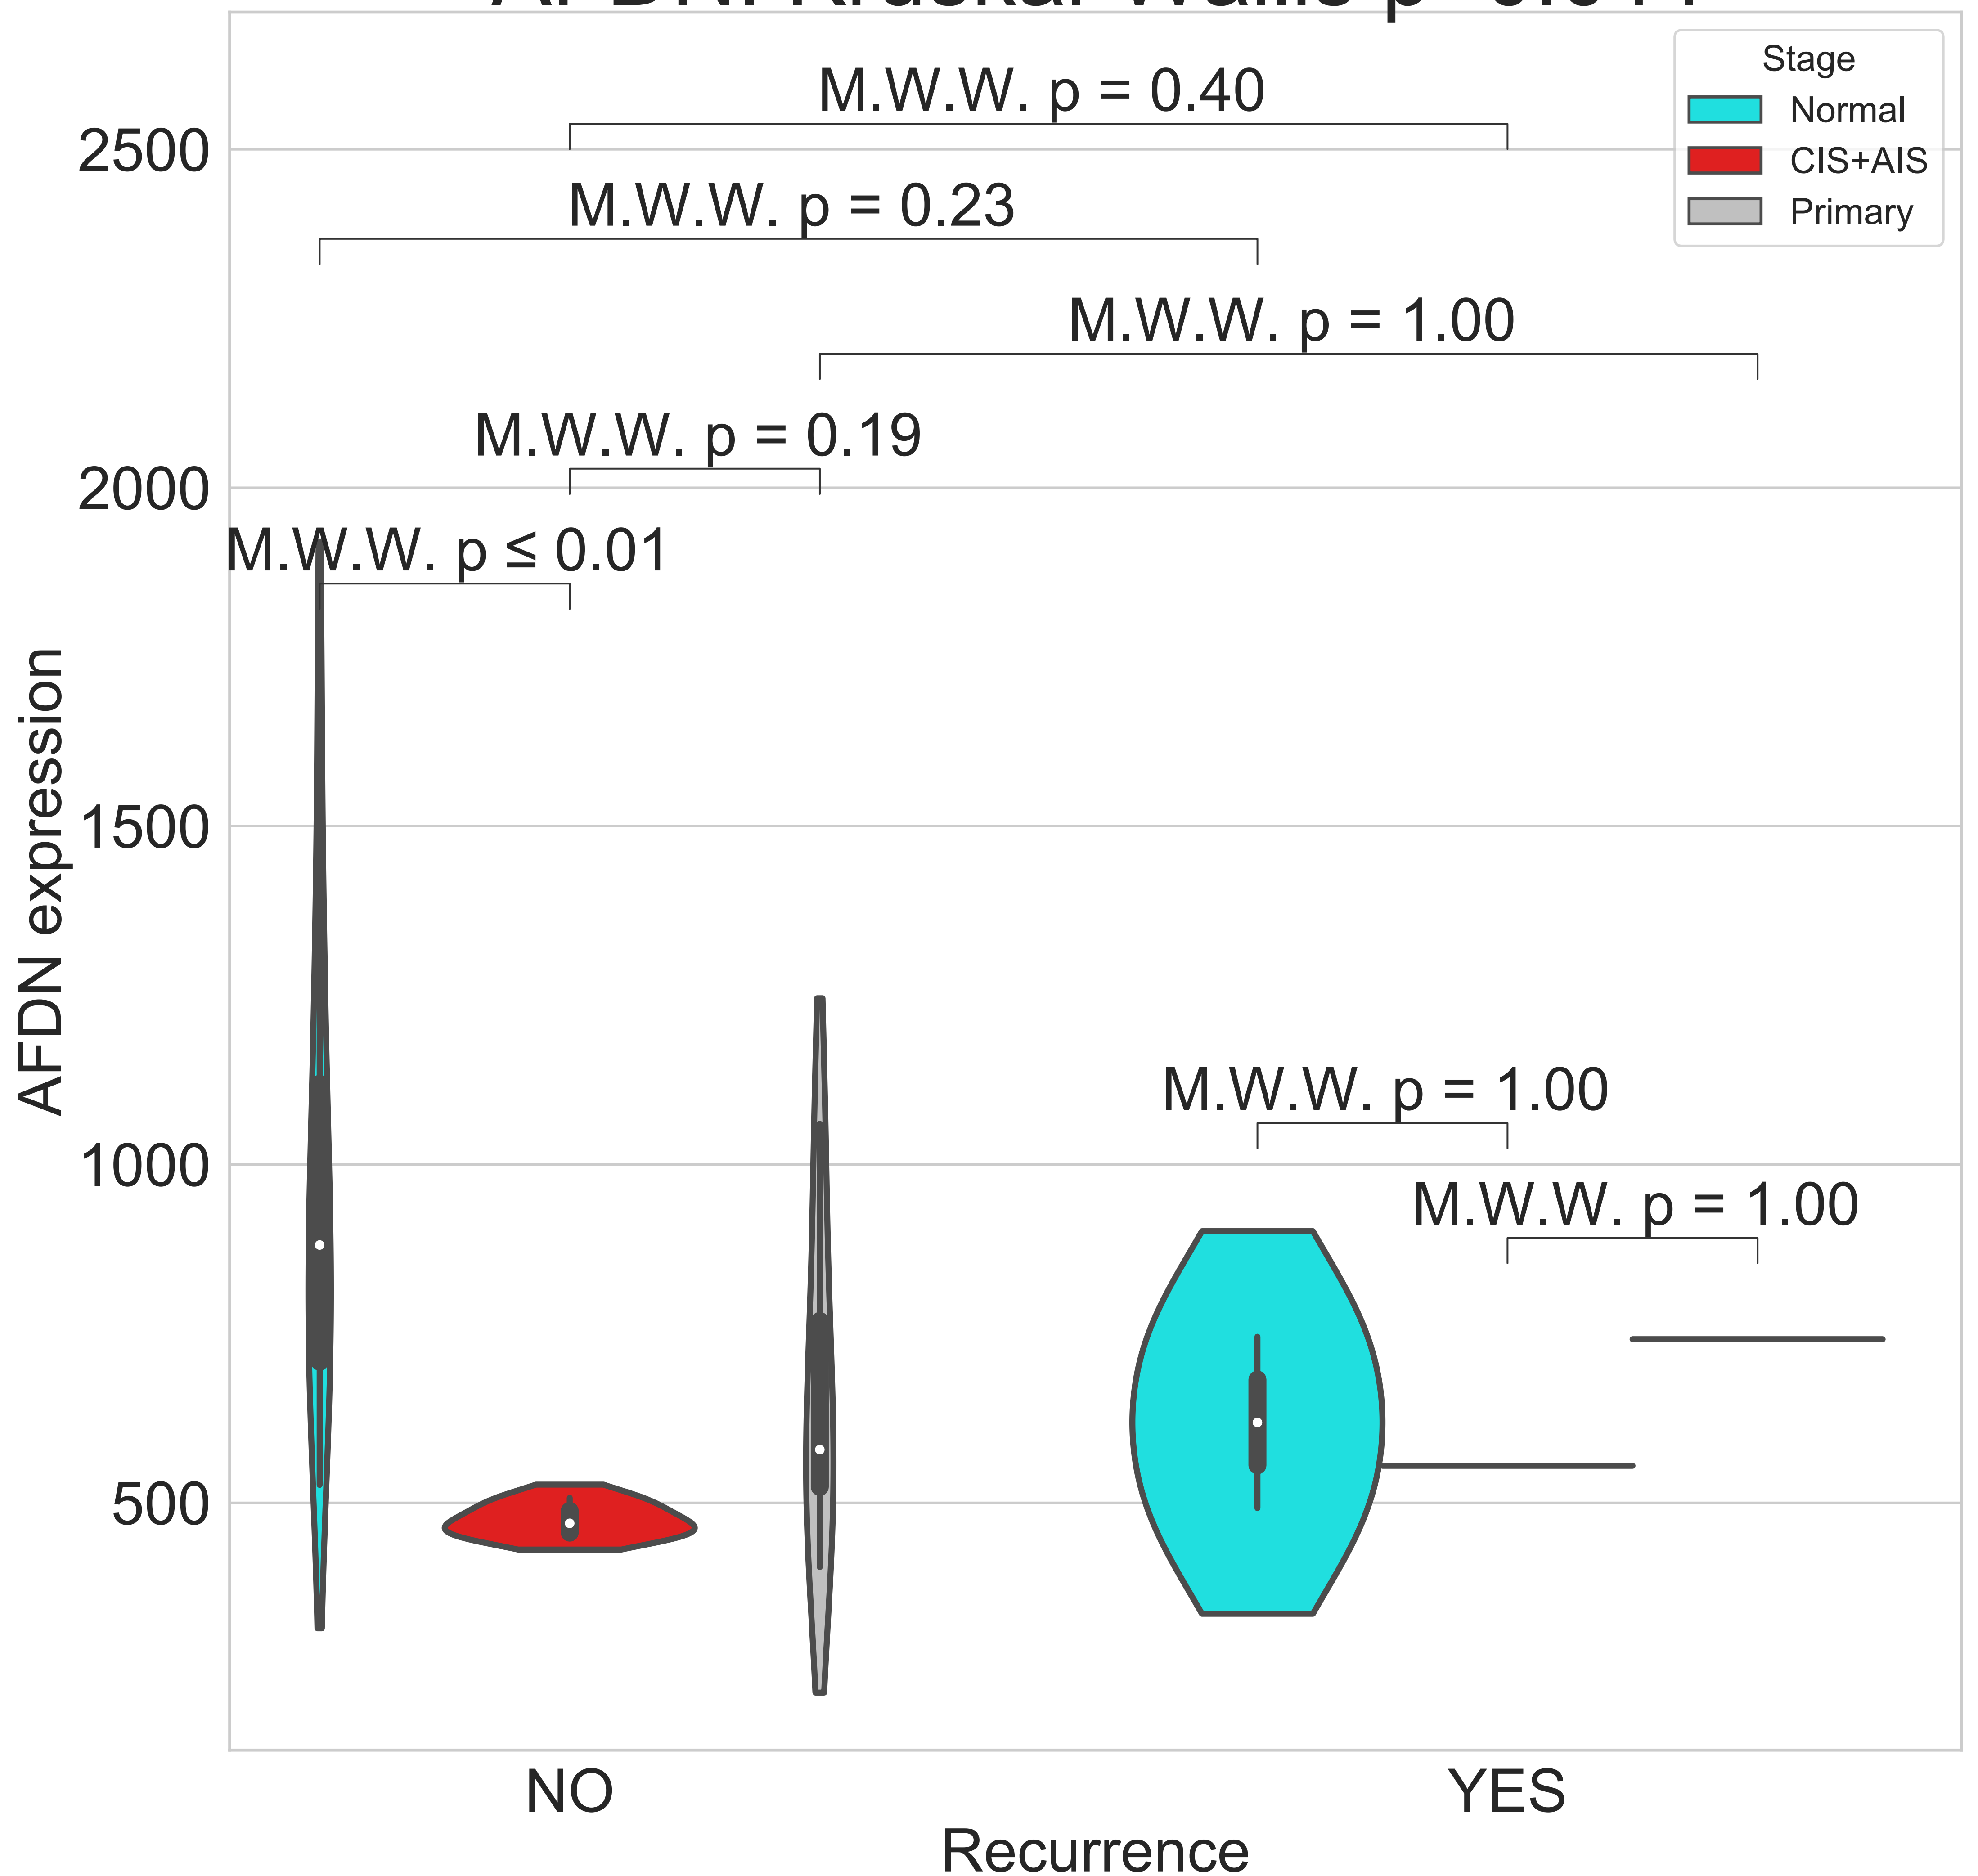 Stage
Normal
CIS+AIS
Primary
M.W.W. p = 0.40
M.W.W. p = 0.23
M.W.W. p = 1.00
M.W.W. p = 0.19
M.W.W. p ≤ 0.01
M.W.W. p = 1.00
M.W.W. p = 1.00
2500
2000
1500
1000
500
AFDN expression
NO
YES
Recurrence